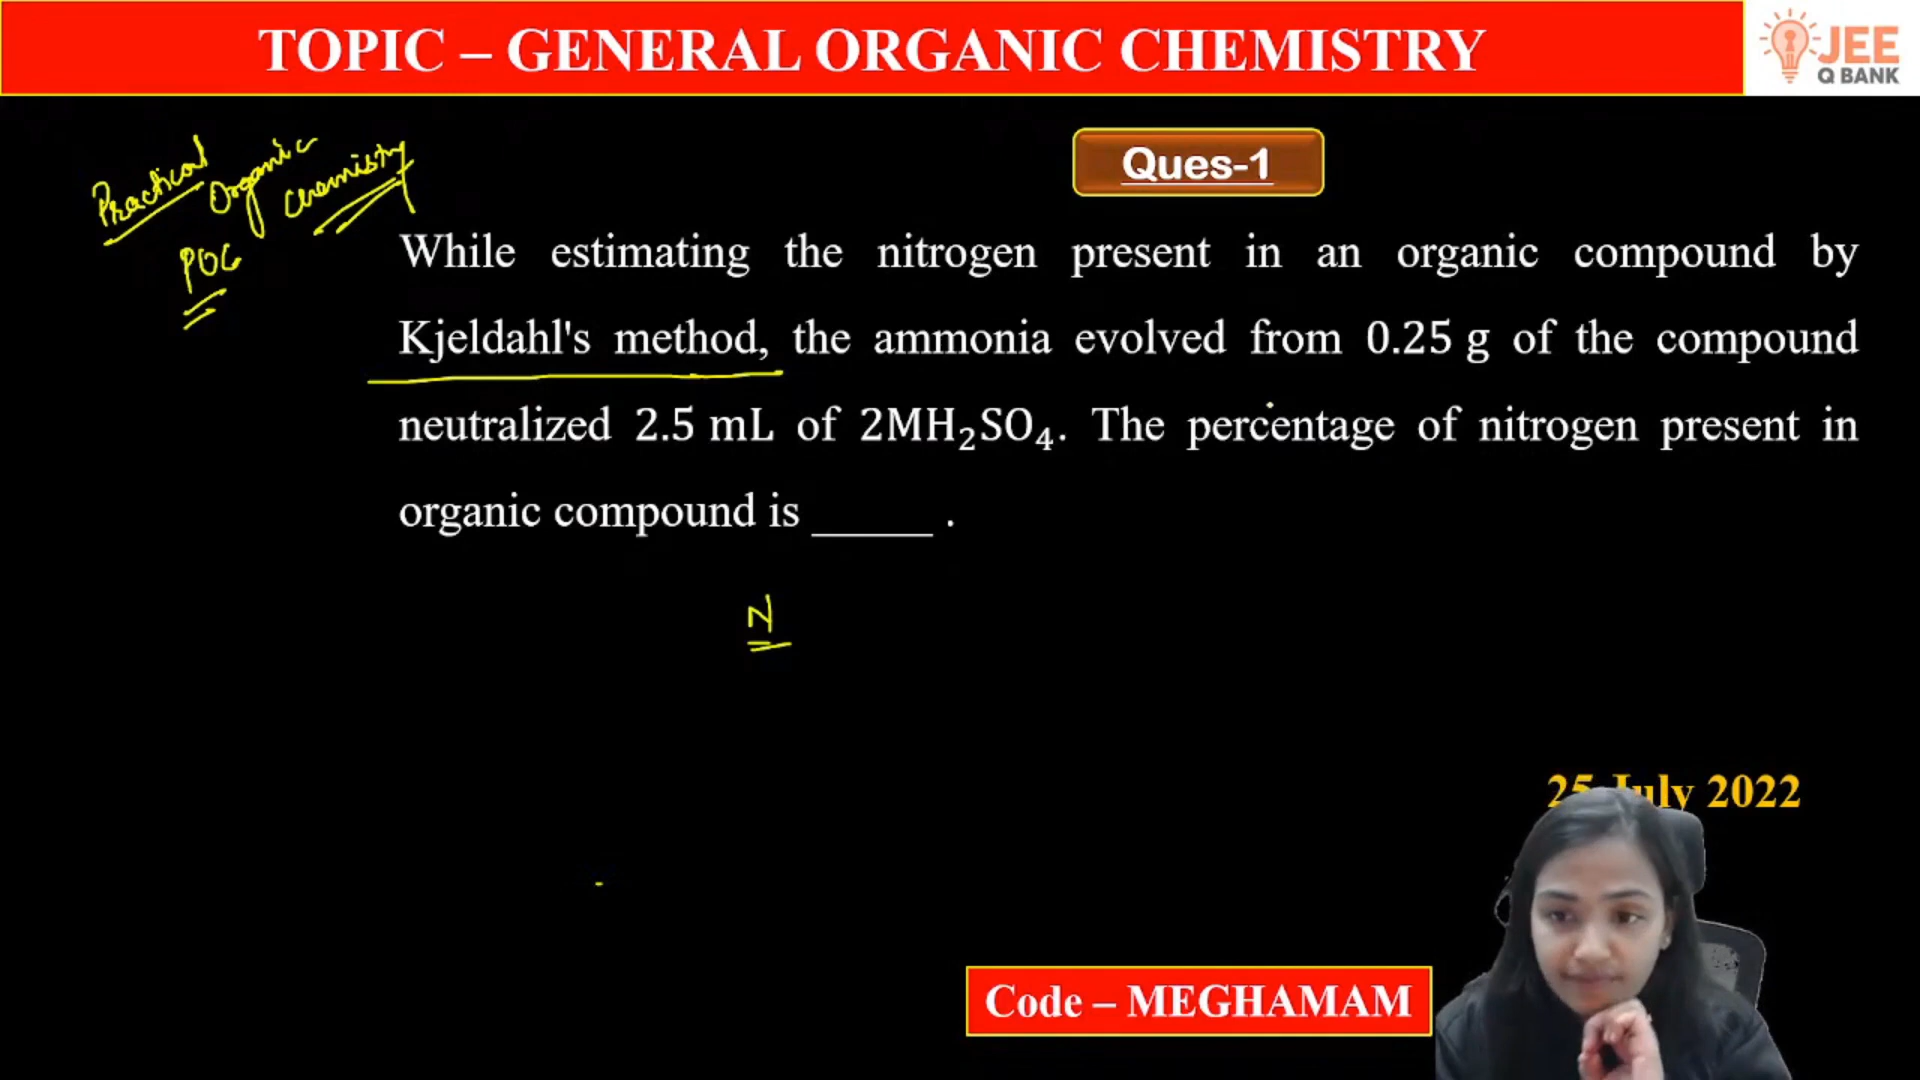 TOPIC – GENERAL ORGANIC CHEMISTRY
JEE
Q BANK
Practical Organic Chemistry
POC
Ques-1
While estimating the nitrogen present in an organic compound by
Kjeldahl's method, the ammonia evolved from 0.25 g of the compound
neutralized 2.5 mL of 2MH₂SO₄. The percentage of nitrogen present in
organic compound is ______ .
N
25 July 2022
Code – MEGHAMAM